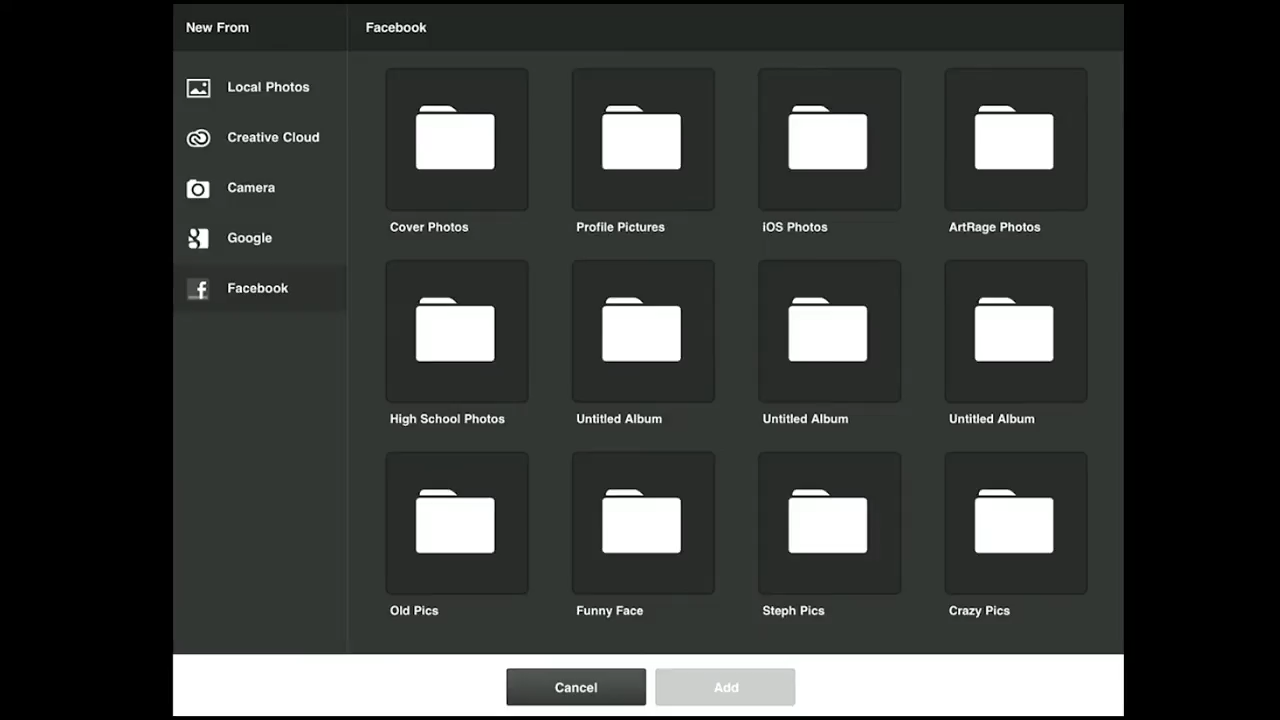 New From
Facebook
Local Photos
Creative Cloud
Camera
Google
Facebook
Cover Photos
Profile Pictures
iOS Photos
ArtRage Photos
High School Photos
Untitled Album
Untitled Album
Untitled Album
Old Pics
Funny Face
Steph Pics
Crazy Pics
Cancel
Add